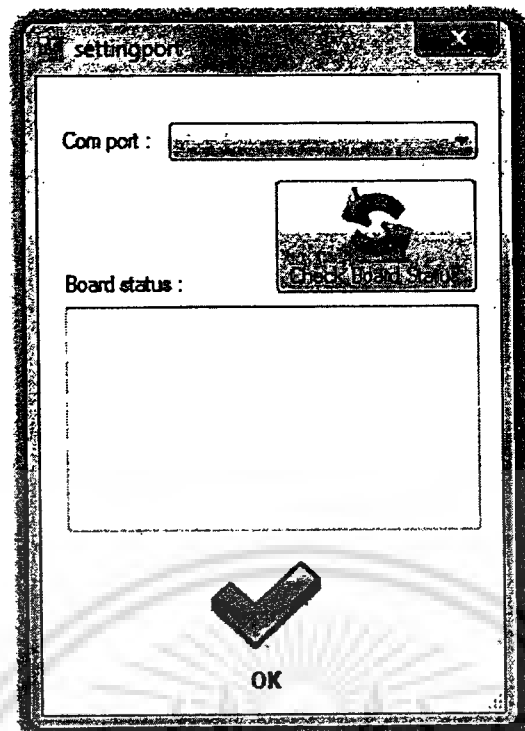 settingport
Com port :
Check Board Status
Board status :
OK